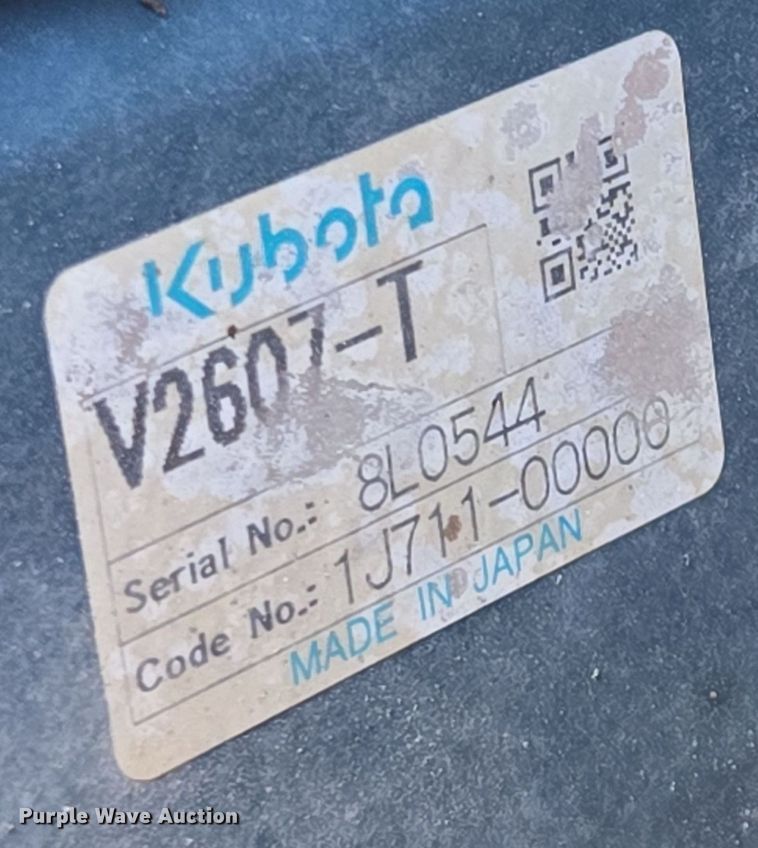 Kubota
V2607-T
Serial No.: 8L0544
Code No.: 1J711-00000
MADE IN JAPAN
Purple Wave Auction